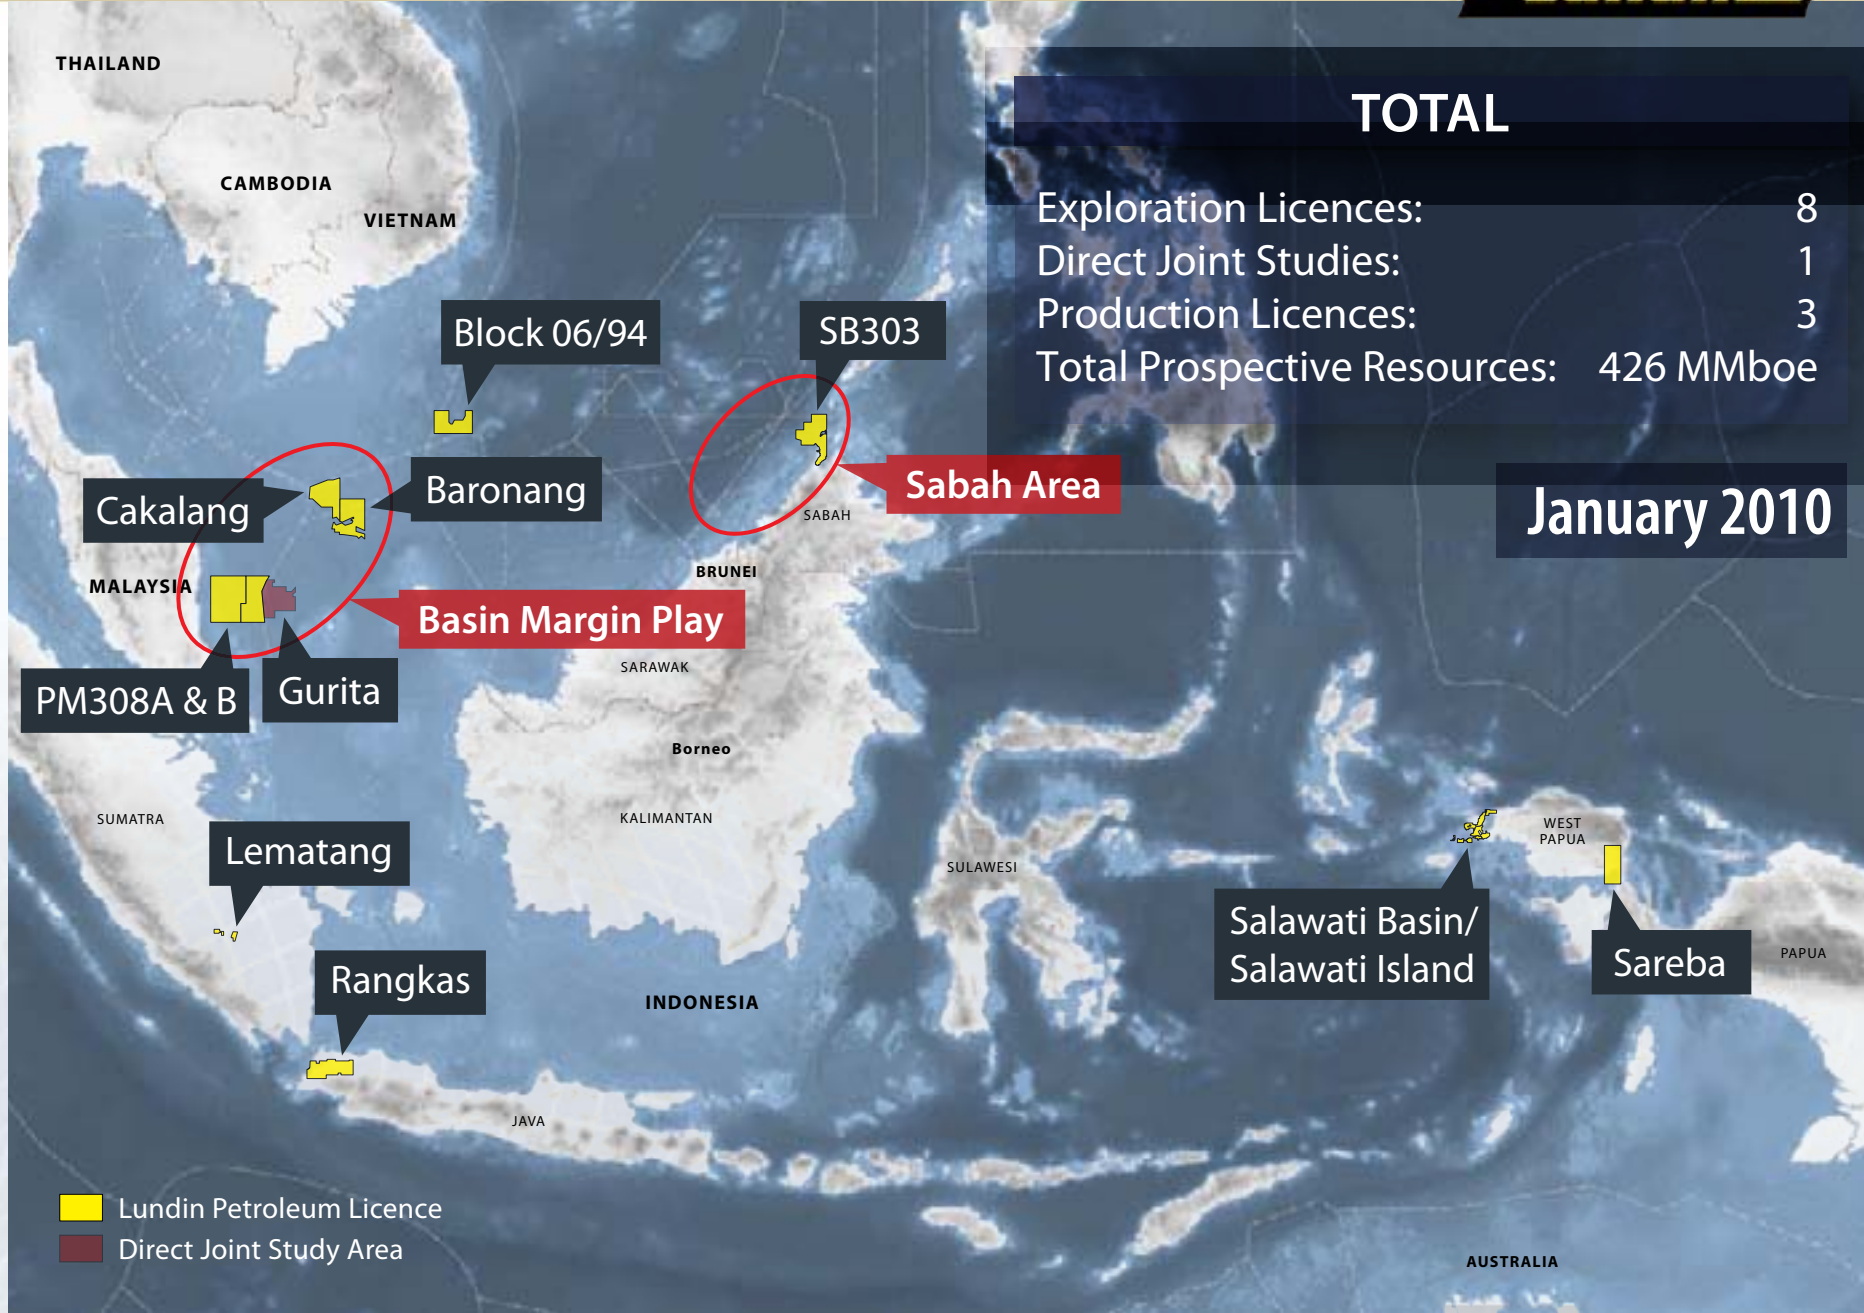 THAILAND
CAMBODIA
VIETNAM
TOTAL
Exploration Licences: 8
Direct Joint Studies: 1
Production Licences: 3
Total Prospective Resources: 426 MMboe
January 2010
Block 06/94
SB303
Cakalang
Baronang
Sabah Area
SABAH
BRUNEI
MALAYSIA
Basin Margin Play
PM308A & B
Gurita
SARAWAK
Borneo
SUMATRA
KALIMANTAN
Lematang
SULAWESI
WEST
PAPUA
Salawati Basin/
Salawati Island
Sareba
PAPUA
Rangkas
INDONESIA
JAVA
Lundin Petroleum Licence
Direct Joint Study Area
AUSTRALIA